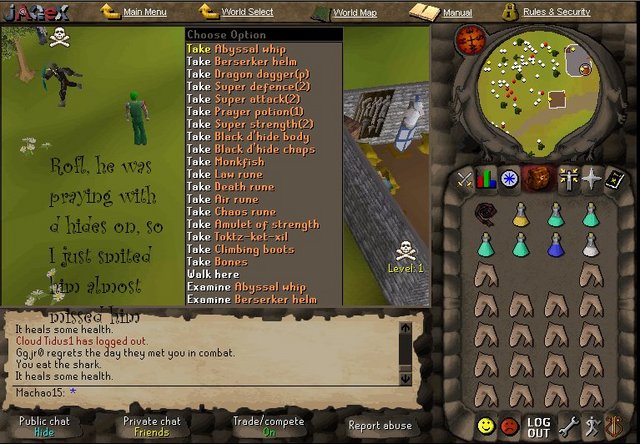 JAGeX
Main Menu
World Select
World Map
Manual
Rules & Security
Choose Option
Take Abyssal whip
Take Berserker helm
Take Dragon dagger(p)
Take Super defence(2)
Take Super attack(2)
Take Prayer potion(1)
Take Super strength(2)
Take Black d'hide body
Take Black d'hide chaps
Take Monkfish
Take Law rune
Take Death rune
Take Air rune
Take Chaos rune
Take Amulet of strength
Take Toktz-ket-xil
Take Climbing boots
Take Bones
Walk here
Examine Abyssal whip
Examine Berserker helm
Rofl, he was
praying with
d hides on, so
I just smited
him almost
missed him
Level: 1
It heals some health.
Cloud Tidus1 has logged out.
Ggjr0 regrets the day they met you in combat.
You eat the shark.
It heals some health.
Machao15: *
Public chat
Hide
Private chat
Friends
Trade/compete
On
Report abuse
LOG
OUT